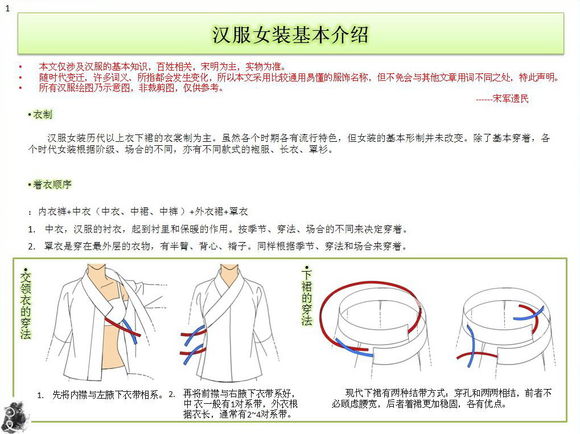 1
汉服女装基本介绍
• 本文仅涉及汉服的基本知识，百姓相关，宋明为主，实物为准。
• 随时代变迁，许多词义、所指都会发生变化，所以本文采用比较通用易懂的服饰名称，但不免会与其他文章用词不同之处，特此声明。
• 所有汉服绘图乃示意图，非裁剪图，仅供参考。
------宋军遗民
•衣制
汉服女装历代以上衣下裙的衣裳制为主。虽然各个时期各有流行特色，但女装的基本形制并未改变。除了基本穿着，各
个时代女装根据阶级、场合的不同，亦有不同款式的袍服、长衣、罩衫。
•着衣顺序
：内衣裤+中衣（中衣、中裙、中裤）+外衣裙+罩衣
1. 中衣，汉服的衬衣，起到衬里和保暖的作用。按季节、穿法、场合的不同来决定穿着。
2. 罩衣是穿在最外层的衣物，有半臂、背心、褙子。同样根据季节、穿法和场合来穿着。
•交领衣的穿法
•下裙的穿法
1. 先将内襟与左腋下衣带相系。
2. 再将前襟与右腋下衣带系好，
中衣一般有1对系带，外衣根
据衣长，通常有2~4对系带。
现代下裙有两种结带方式：穿孔和两两相结，前者不
必顾虑腰宽，后者着裙更加稳固，各有优点。